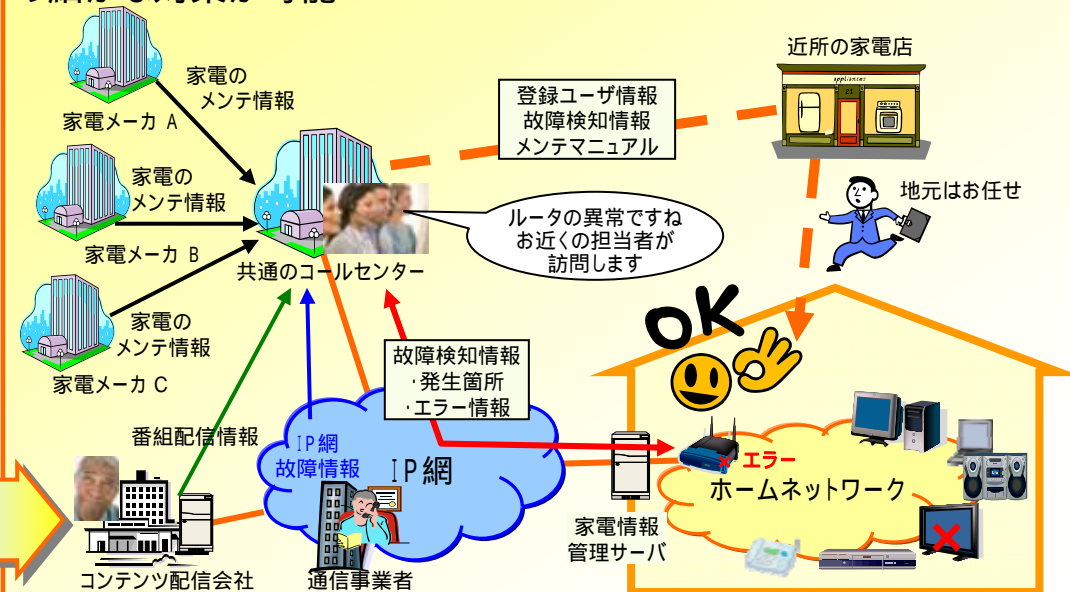 家電の
メンテ情報
家電メーカ A
家電の
メンテ情報
家電メーカ B
家電の
メンテ情報
家電メーカ C
共通のコールセンター
登録ユーザ情報
故障検知情報
メンテマニュアル
近所の家電店
appliances
21
地元はお任せ
ルータの異常ですね
お近くの担当者が
訪問します
OK
故障検知情報
・発生箇所
・エラー情報
番組配信情報
IP網
故障情報
IP網
エラー
ホームネットワーク
家電情報
管理サーバ
コンテンツ配信会社
通信事業者